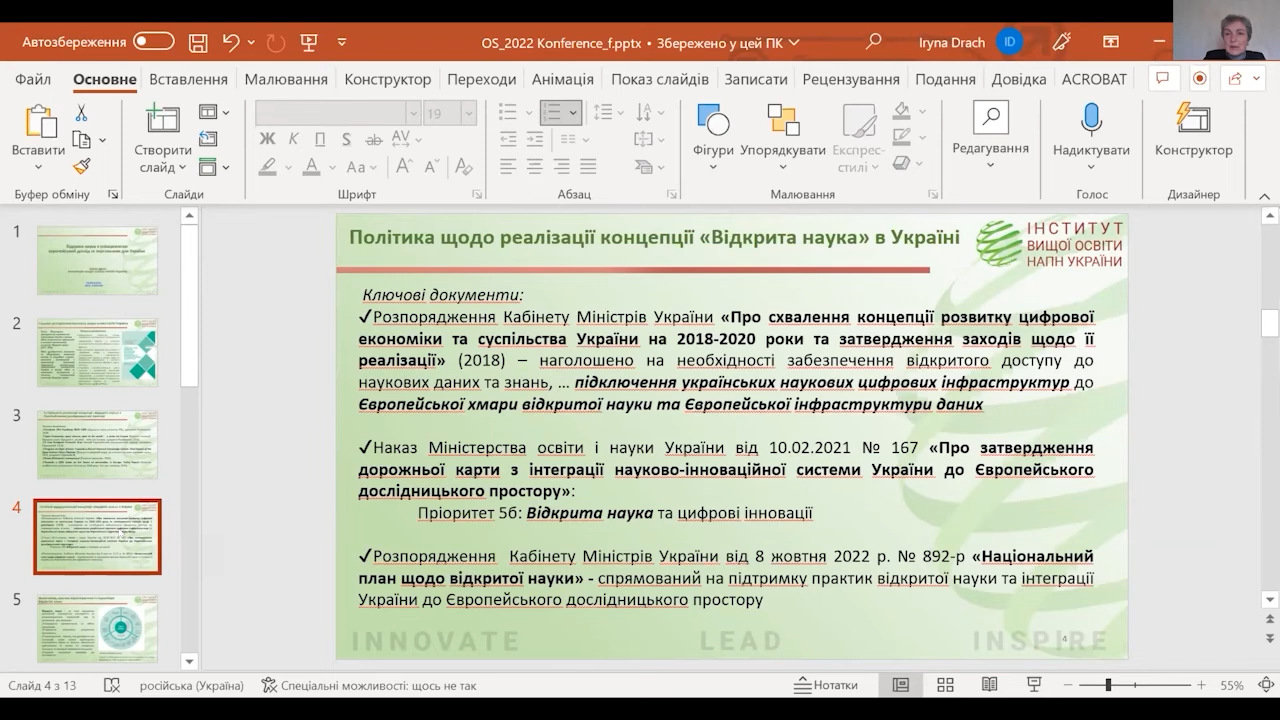 Автозбереження
OS_2022 Konference_f.pptx • Збережено у цей ПК
Iryna Drach
ID
Файл
Основне
Вставлення
Малювання
Конструктор
Переходи
Анімація
Показ слайдів
Записати
Рецензування
Подання
Довідка
ACROBAT
Вставити
Створити
слайд
19
Фігури
Упорядкувати
Експрес-
стилі
Редагування
Надиктувати
Конструктор
Буфер обміну
Слайди
Шрифт
Абзац
Малювання
Голос
Дизайнер
1
2
3
4
5
Політика щодо реалізації концепції «Відкрита наука» в Україні
ІНСТИТУТ
ВИЩОЇ ОСВІТИ
НАПН УКРАЇНИ
Ключові документи:
✓Розпорядження Кабінету Міністрів України «Про схвалення концепції розвитку цифрової
економіки та суспільства України на 2018-2020 роки та затвердження заходів щодо її
реалізації» (2018) - наголошено на необхідності забезпечення відкритого доступу до
наукових даних та знань, ... підключення українських наукових цифрових інфраструктур до
Європейської хмари відкритої науки та Європейської інфраструктури даних
✓Наказ Міністерства освіти і науки України від 10.02.2021 № 167 «Про затвердження
дорожньої карти з інтеграції науково-інноваційної системи України до Європейського
дослідницького простору»:
Пріоритет 5б: Відкрита наука та цифрові інновації
✓Розпорядження Кабінету Міністрів України від 8 жовтня 2022 р. № 892-р «Національний
план щодо відкритої науки» - спрямований на підтримку практик відкритої науки та інтеграції
України до Європейського дослідницького простору
LEA
INSPIRE
4
Слайд 4 з 13
російська (Україна)
Спеціальні можливості: щось не так
Нотатки
55%